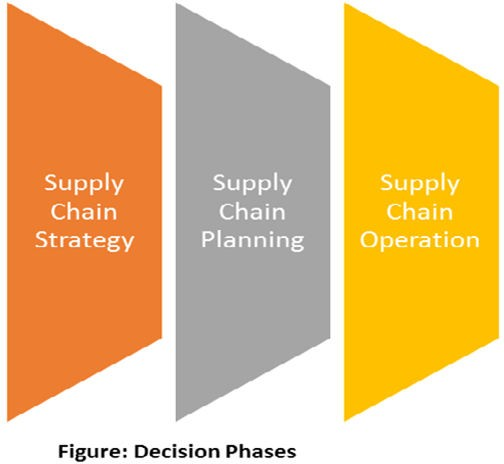 Supply
Chain
Strategy
Supply
Chain
Planning
Supply
Chain
Operation
Figure: Decision Phases